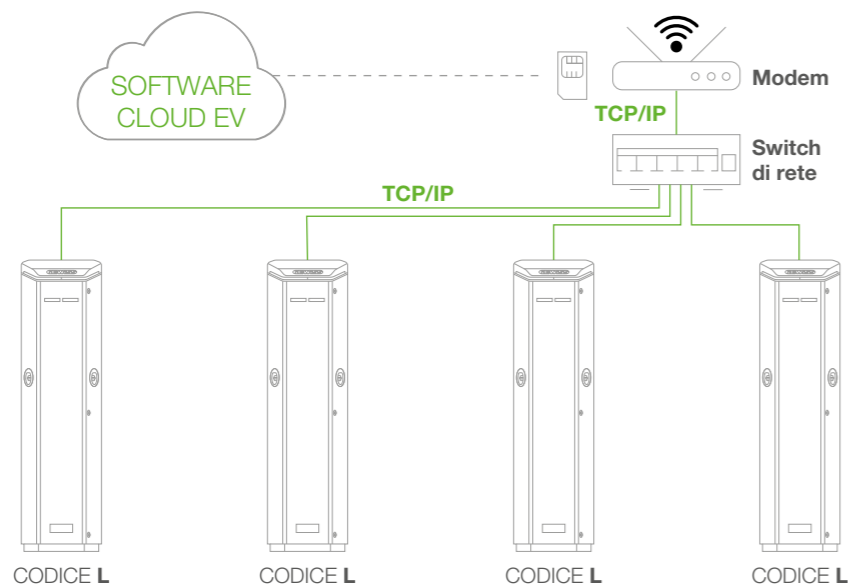 SOFTWARE
CLOUD EV
Modem
TCP/IP
Switch
di rete
TCP/IP
CODICE L
CODICE L
CODICE L
CODICE L